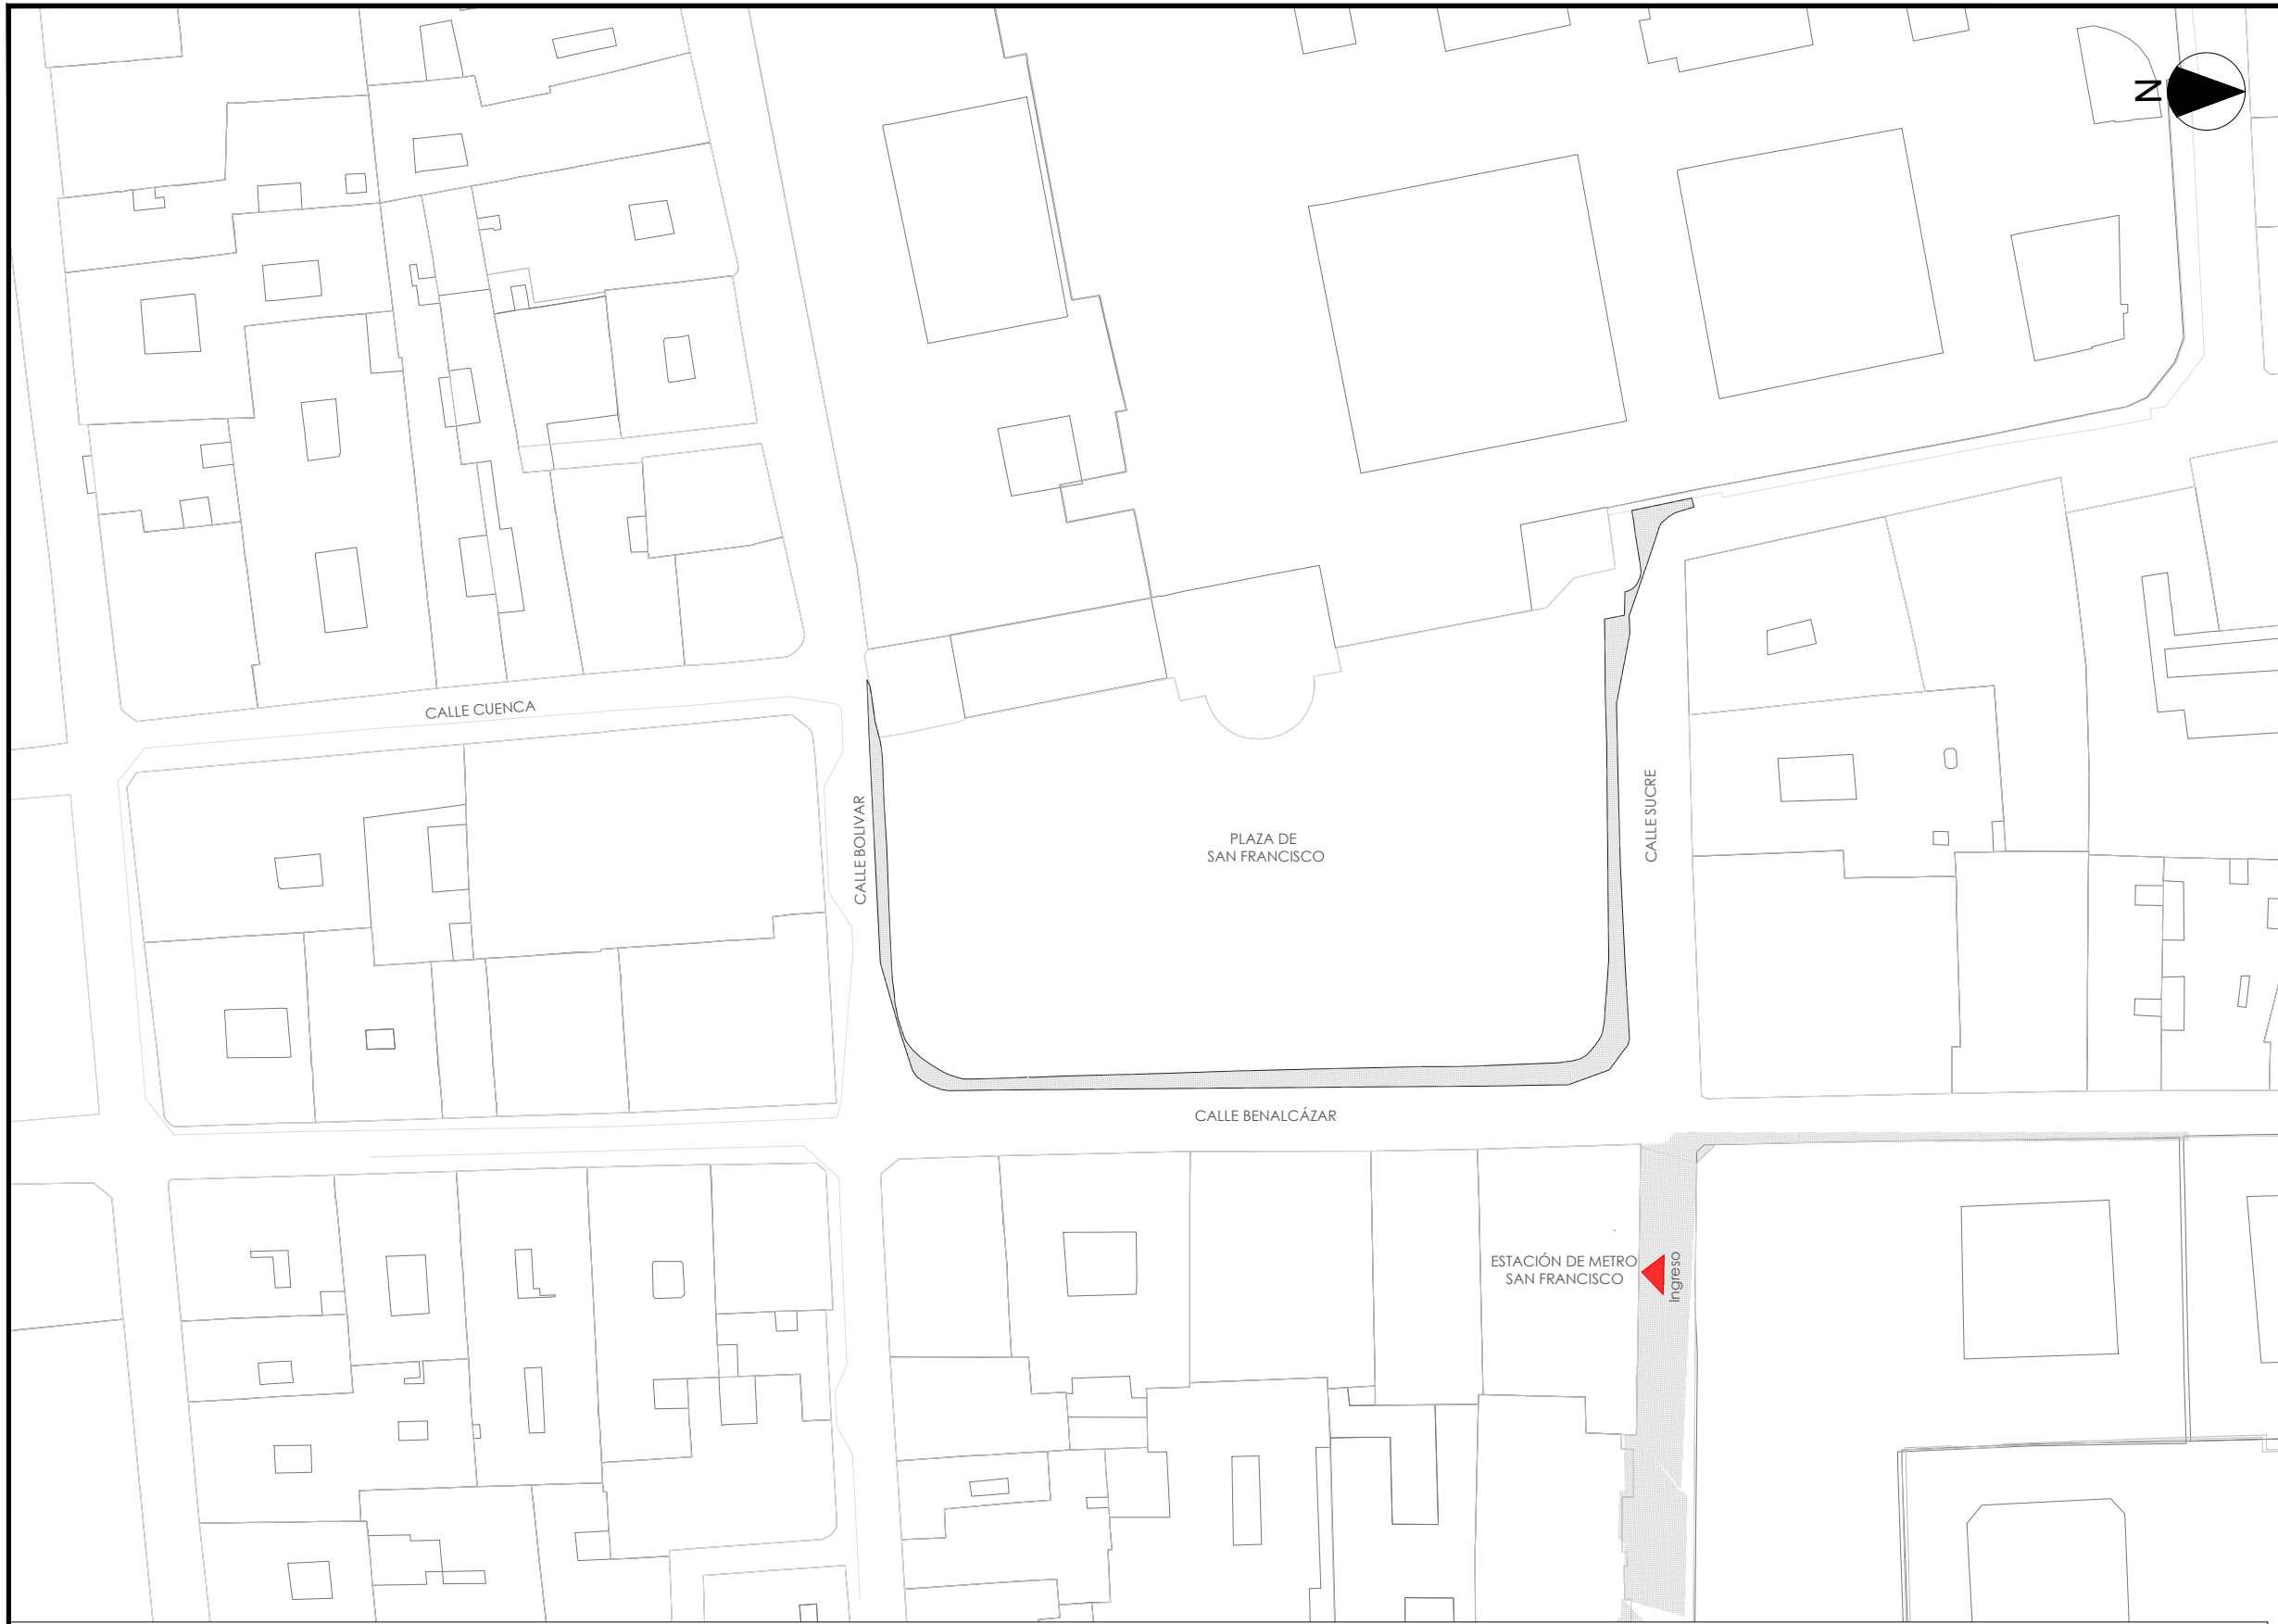 N
CALLE CUENCA
CALLE BOLIVAR
PLAZA DE
SAN FRANCISCO
CALLE SUCRE
CALLE BENALCÁZAR
ESTACIÓN DE METRO
SAN FRANCISCO
Ingreso